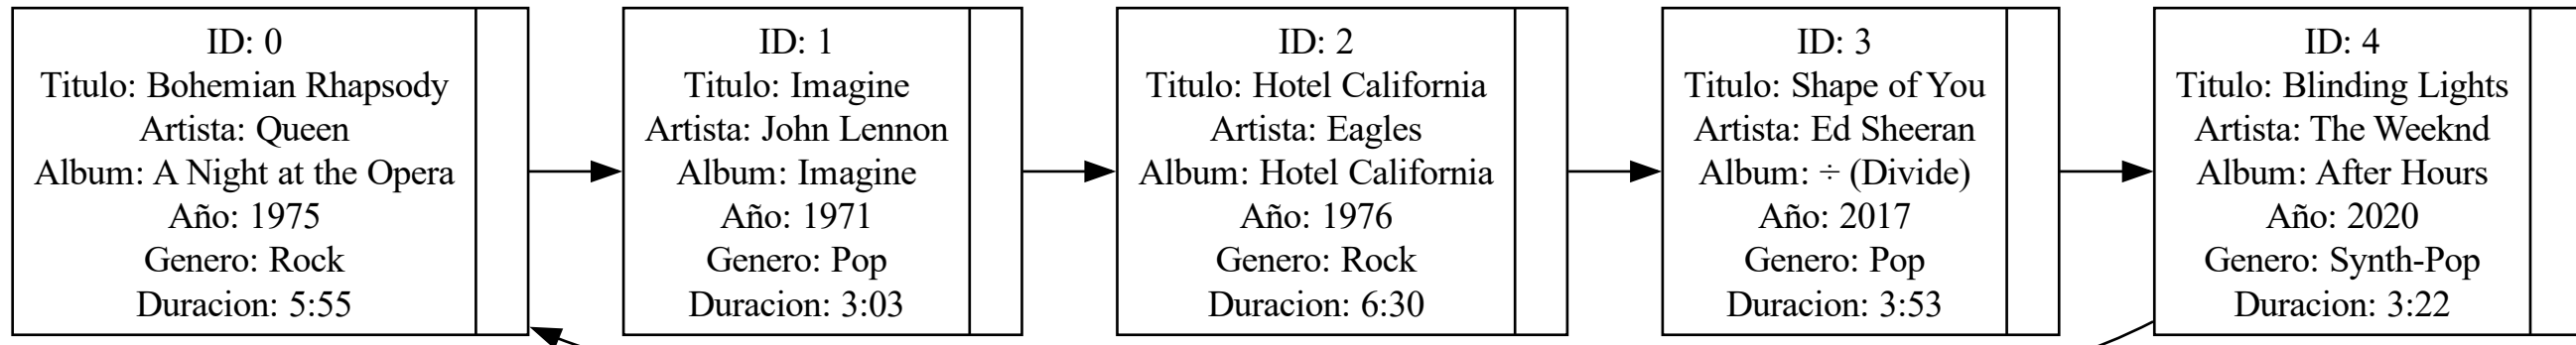 ID: 0
Titulo: Bohemian Rhapsody
Artista: Queen
Album: A Night at the Opera
Año: 1975
Genero: Rock
Duracion: 5:55
ID: 1
Titulo: Imagine
Artista: John Lennon
Album: Imagine
Año: 1971
Genero: Pop
Duracion: 3:03
ID: 2
Titulo: Hotel California
Artista: Eagles
Album: Hotel California
Año: 1976
Genero: Rock
Duracion: 6:30
ID: 3
Titulo: Shape of You
Artista: Ed Sheeran
Album: ÷ (Divide)
Año: 2017
Genero: Pop
Duracion: 3:53
ID: 4
Titulo: Blinding Lights
Artista: The Weeknd
Album: After Hours
Año: 2020
Genero: Synth-Pop
Duracion: 3:22